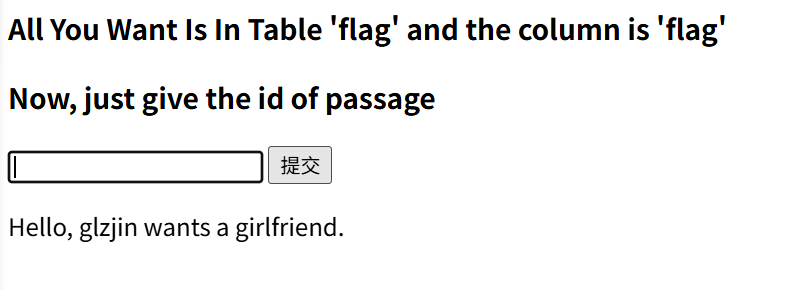 All You Want Is In Table 'flag' and the column is 'flag'
Now, just give the id of passage
提交
Hello, glzjin wants a girlfriend.